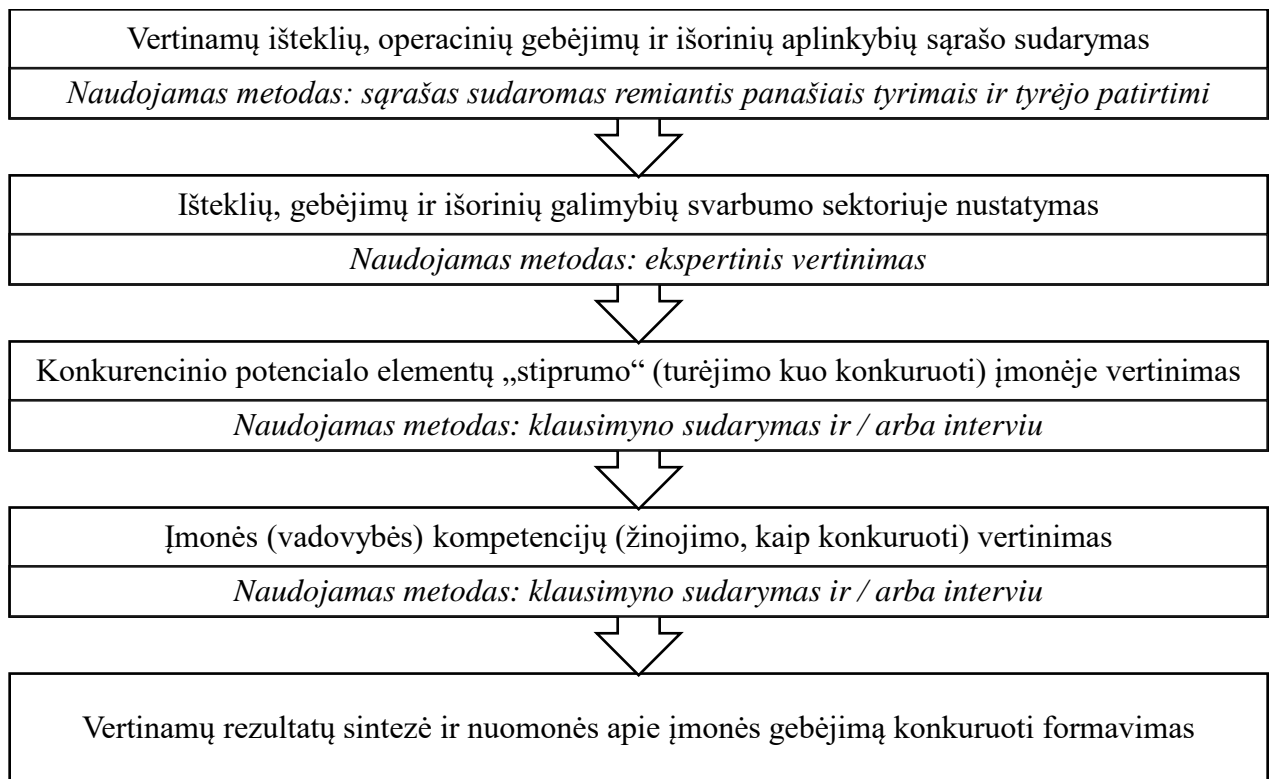 Vertinamų išteklių, operacinių gebėjimų ir išorinių aplinkybių sąrašo sudarymas
Naudojamas metodas: sąrašas sudaromas remiantis panašiais tyrimais ir tyrėjo patirtimi
Išteklių, gebėjimų ir išorinių galimybių svarbumo sektoriuje nustatymas
Naudojamas metodas: ekspertinis vertinimas
Konkurencinio potencialo elementų „stiprumo“ (turėjimo kuo konkuruoti) įmonėje vertinimas
Naudojamas metodas: klausimyno sudarymas ir / arba interviu
Įmonės (vadovybės) kompetencijų (žinojimo, kaip konkuruoti) vertinimas
Naudojamas metodas: klausimyno sudarymas ir / arba interviu
Vertinamų rezultatų sintezė ir nuomonės apie įmonės gebėjimą konkuruoti formavimas